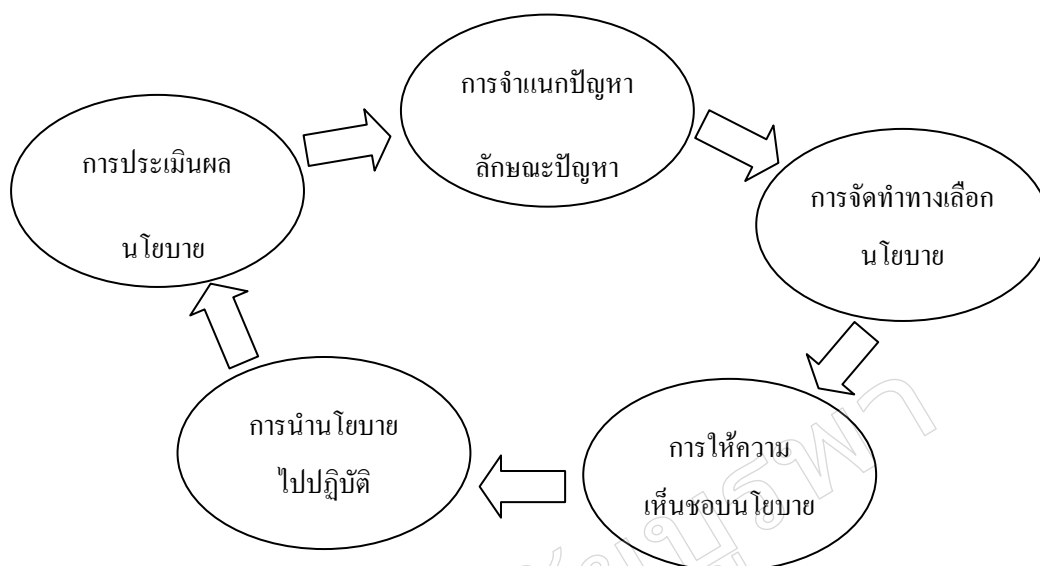 การจำแนกปัญหา
ลักษณะปัญหา
การจัดทำทางเลือก
นโยบาย
การให้ความ
เห็นชอบนโยบาย
การนำนโยบาย
ไปปฏิบัติ
การประเมินผล
นโยบาย